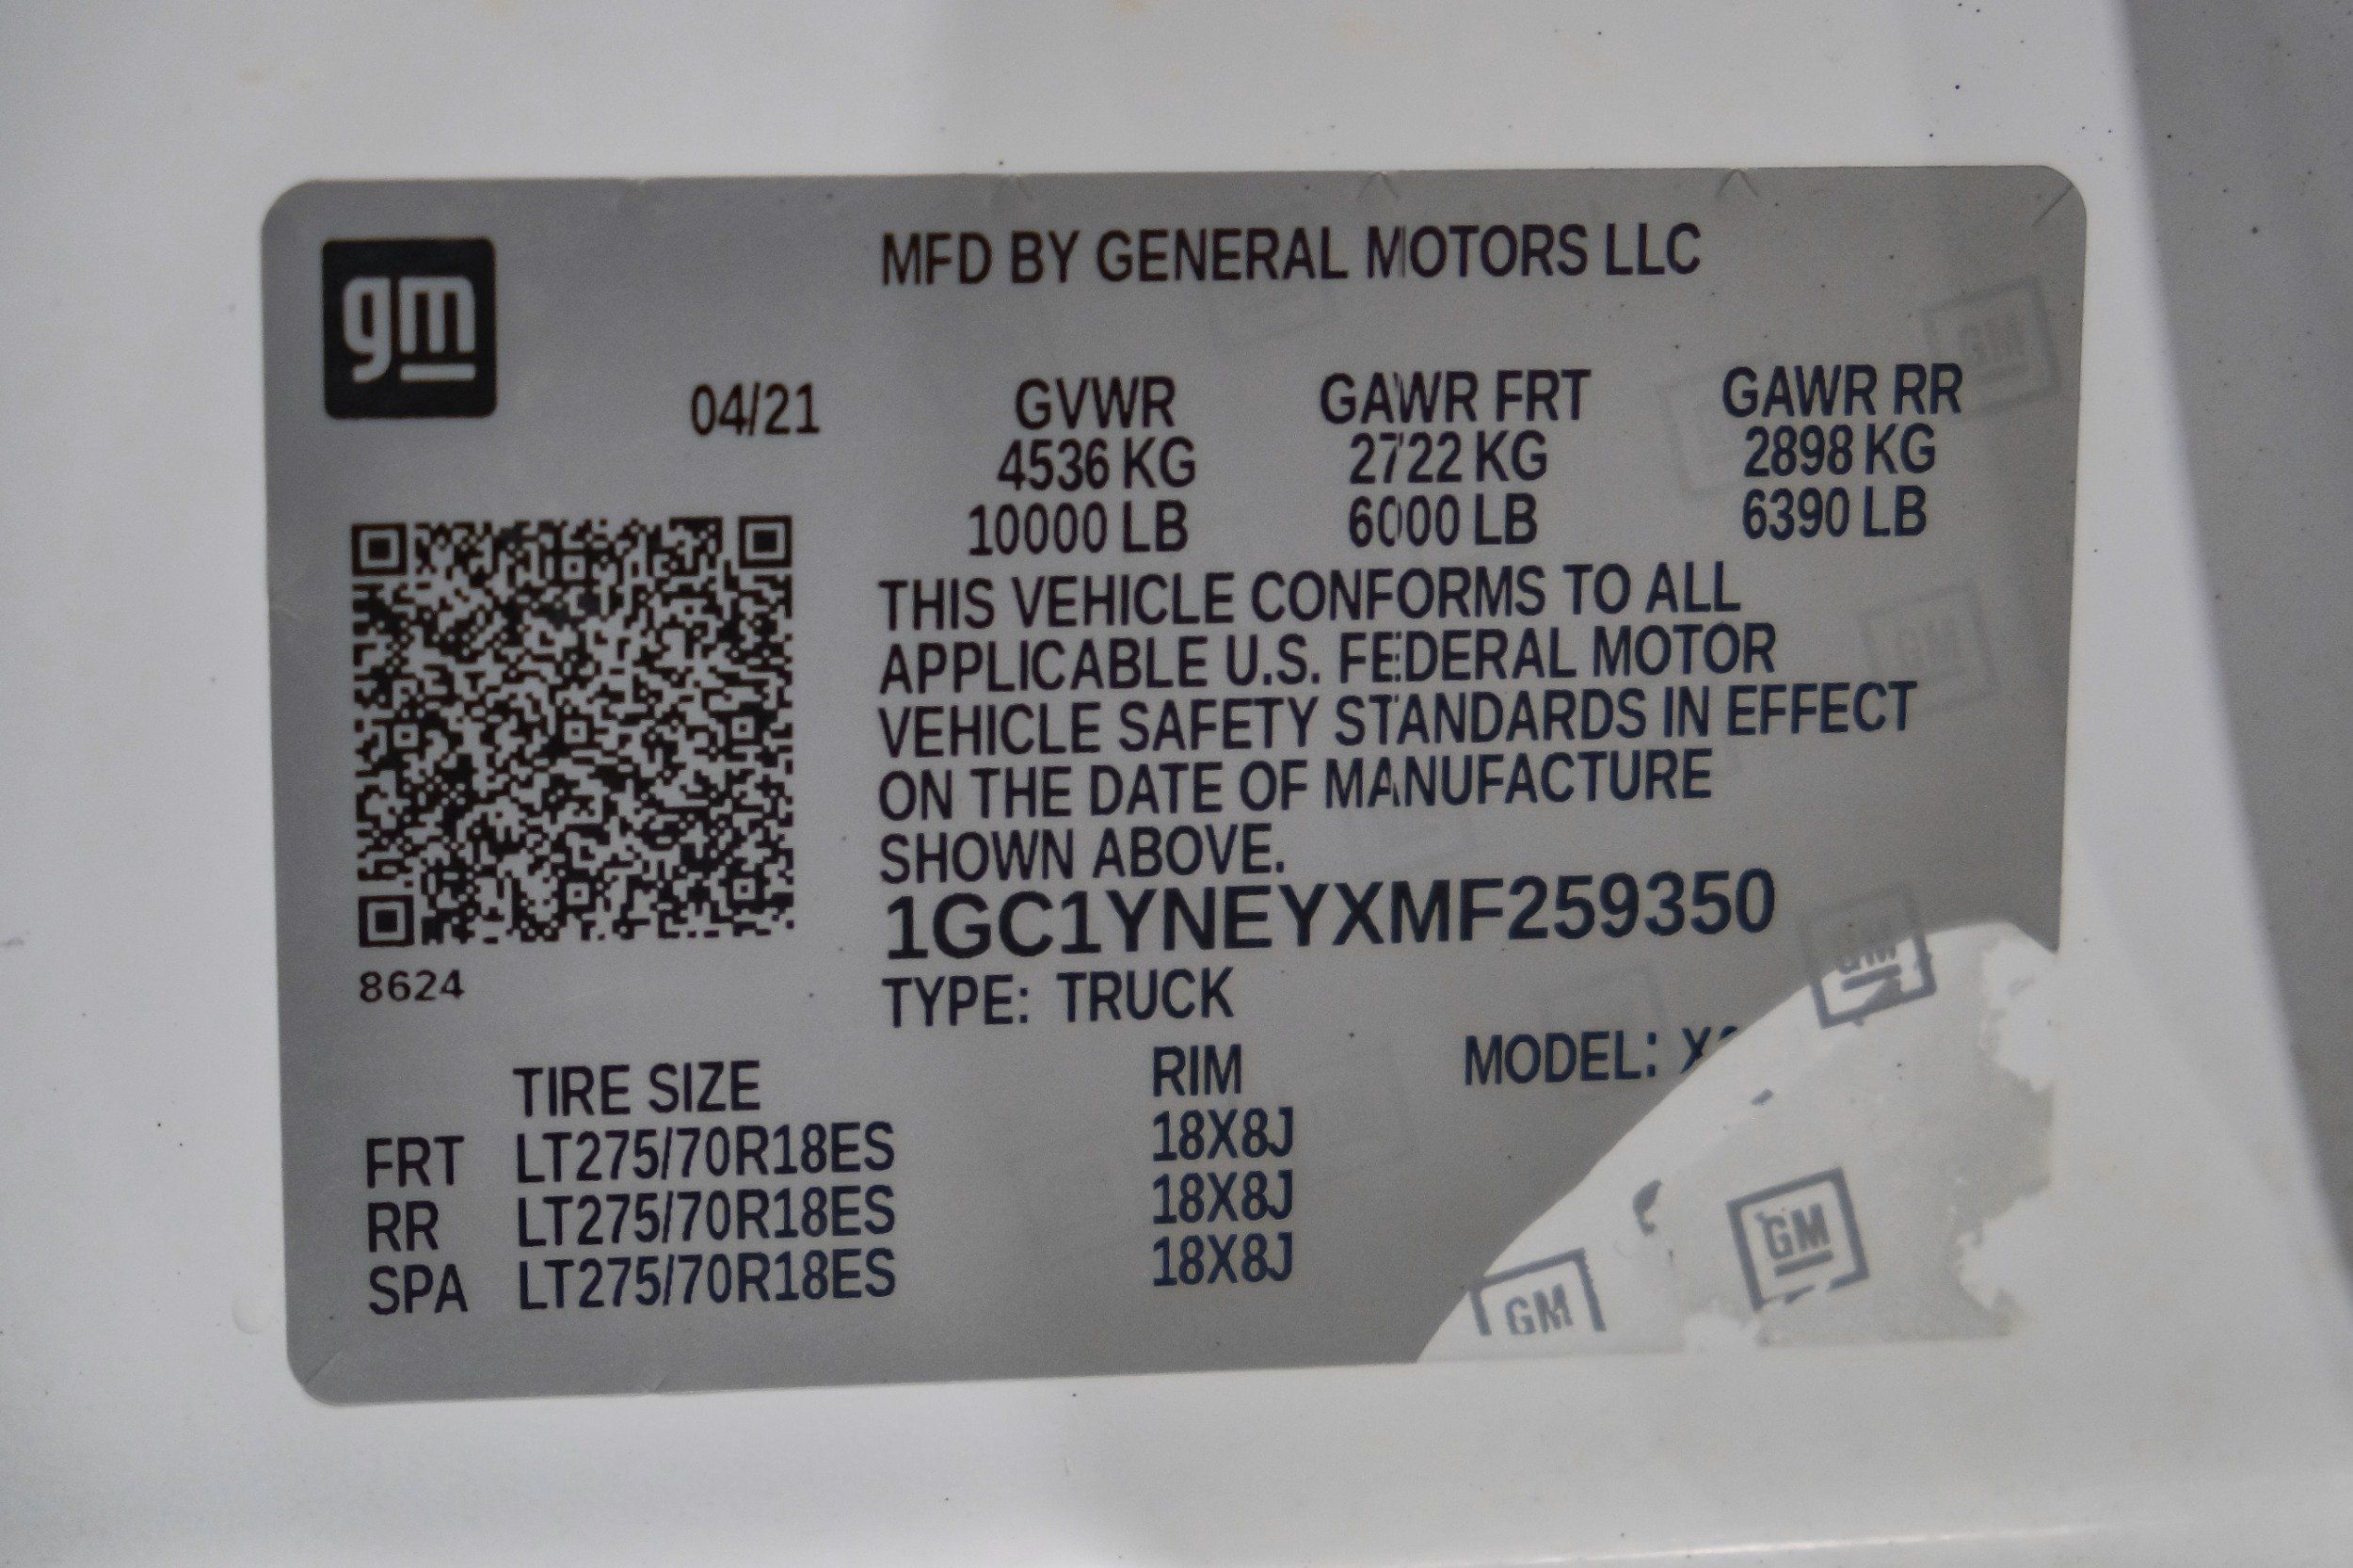 gm
MFD BY GENERAL MOTORS LLC
04/21
GVWR GAWR FRT GAWR RR
4536 KG 2722 KG 2898 KG
10000 LB 6000 LB 6390 LB
THIS VEHICLE CONFORMS TO ALL
APPLICABLE U.S. FEDERAL MOTOR
VEHICLE SAFETY STANDARDS IN EFFECT
ON THE DATE OF MANUFACTURE
SHOWN ABOVE.
1GC1YNEYXMF259350
8624
TYPE: TRUCK
MODEL:
TIRE SIZE RIM
FRT LT275/70R18ES 18X8J
RR LT275/70R18ES 18X8J
SPA LT275/70R18ES 18X8J
GM
GM
GM
GM
GM